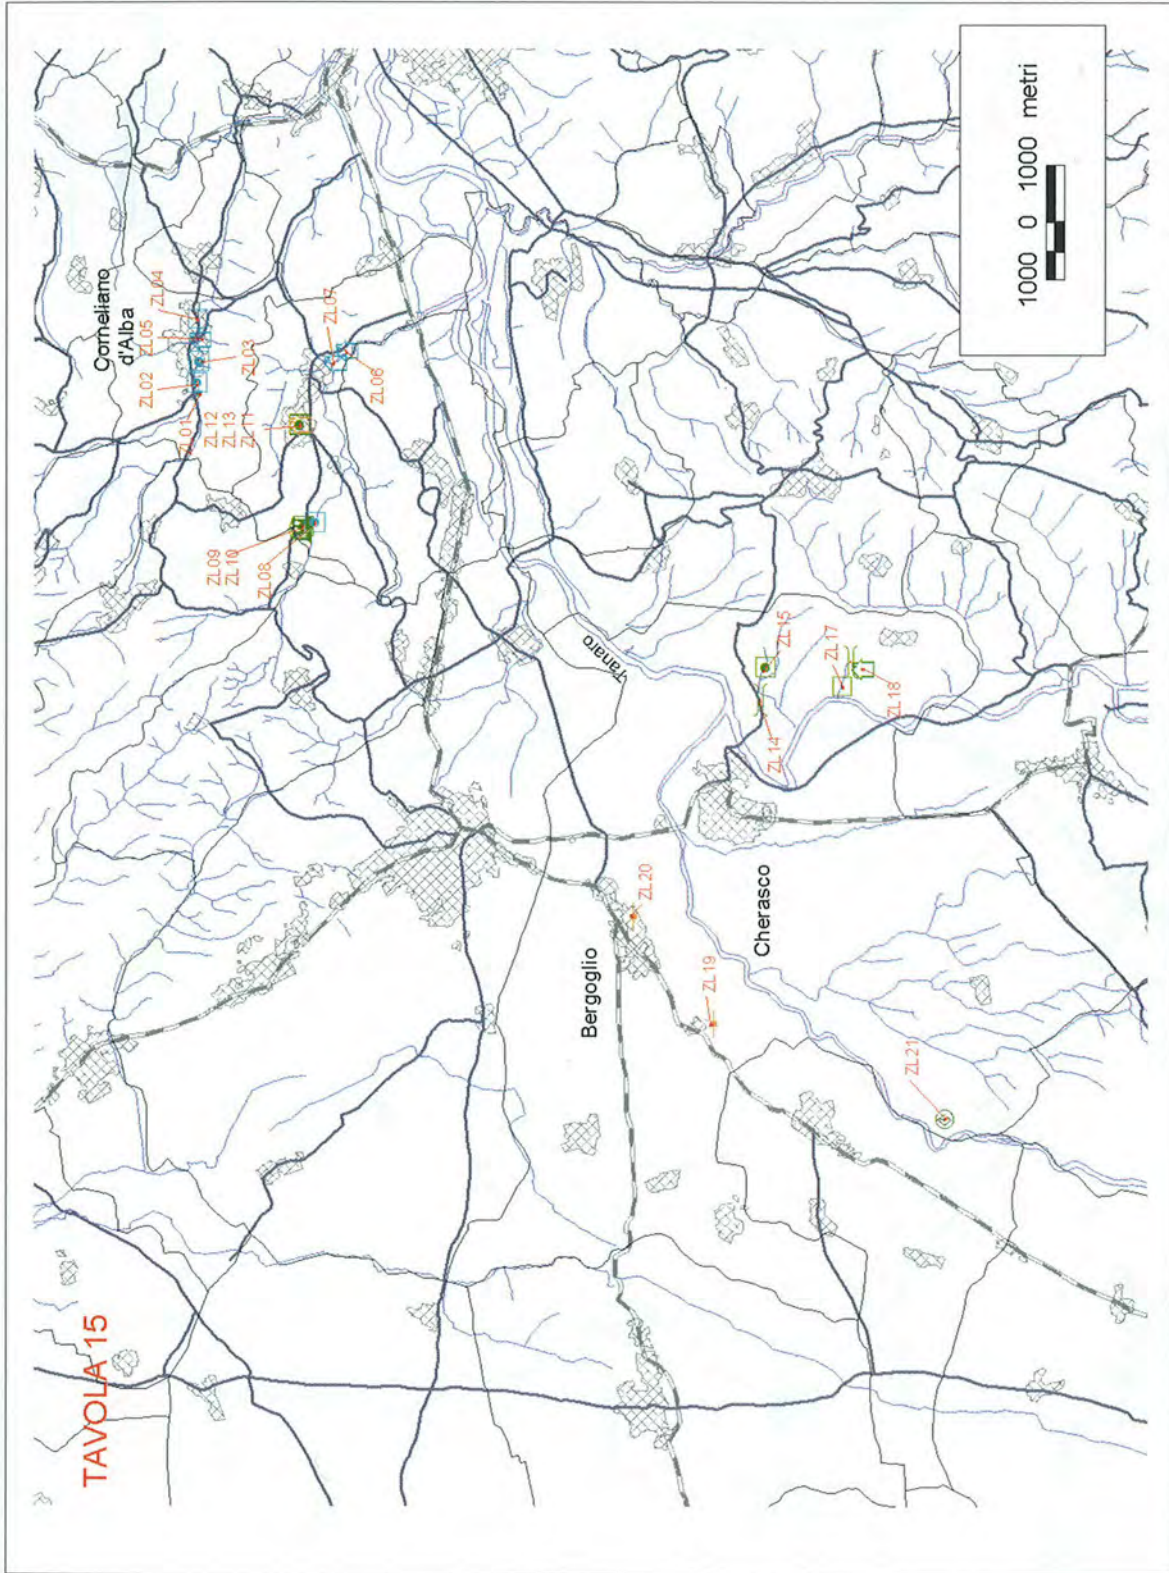 TAVOLA 15
Corneliano
d'Alba
ZL02
ZL05
ZL04
ZL01
ZL12
ZL13
ZL11
ZL03
ZL09
ZL10
ZL08
ZL07
ZL06
Bergoglio
Tanaro
ZL20
ZL19
Cherasco
ZL14
ZL15
ZL17
ZL18
ZL21
1000 0 1000 metri